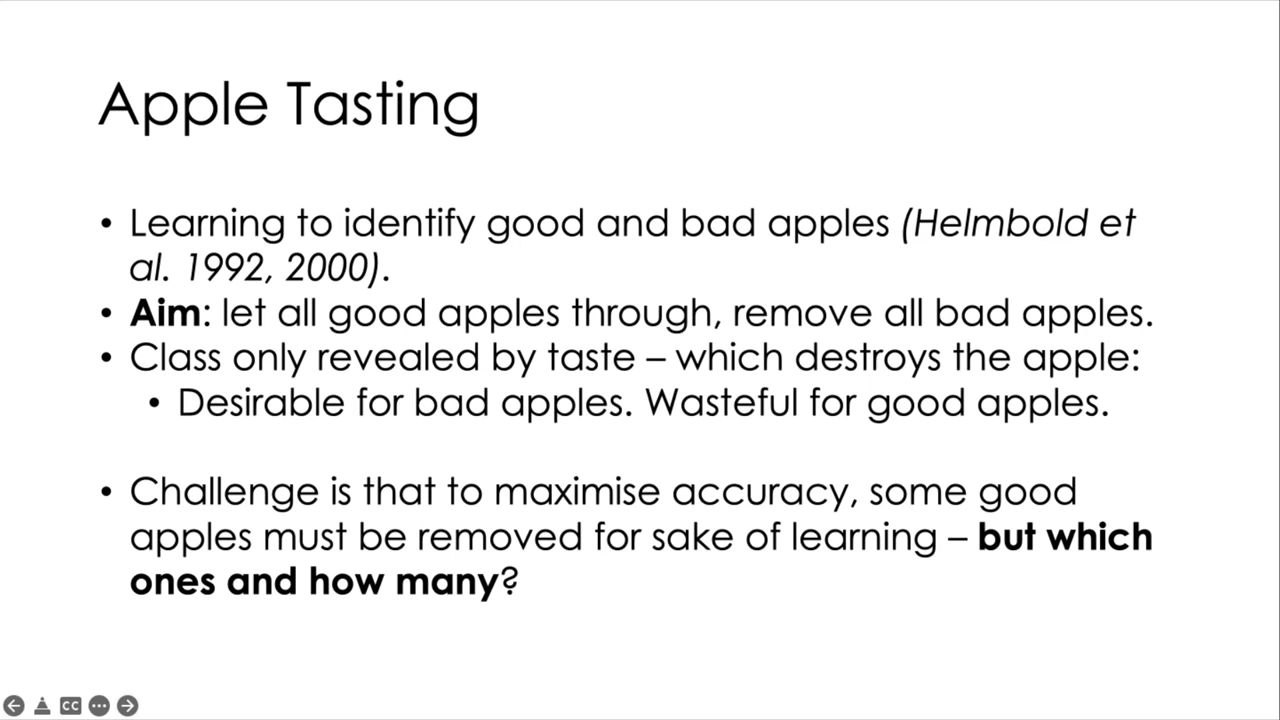 Apple Tasting
• Learning to identify good and bad apples (Helmbold et
al. 1992, 2000).
• Aim: let all good apples through, remove all bad apples.
• Class only revealed by taste – which destroys the apple:
• Desirable for bad apples. Wasteful for good apples.
• Challenge is that to maximise accuracy, some good
apples must be removed for sake of learning – but which
ones and how many?
CC